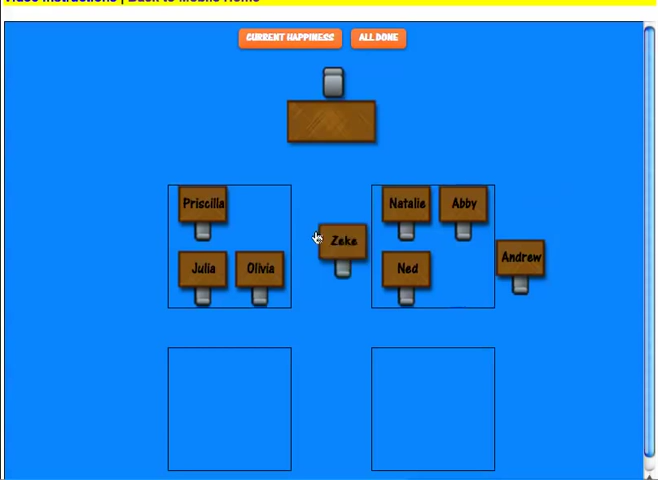 Video Instructions | Back to Mobile Home
CURRENT HAPPINESS
ALL DONE
Priscilla
Natalie
Abby
Zeke
Andrew
Julia
Olivia
Ned